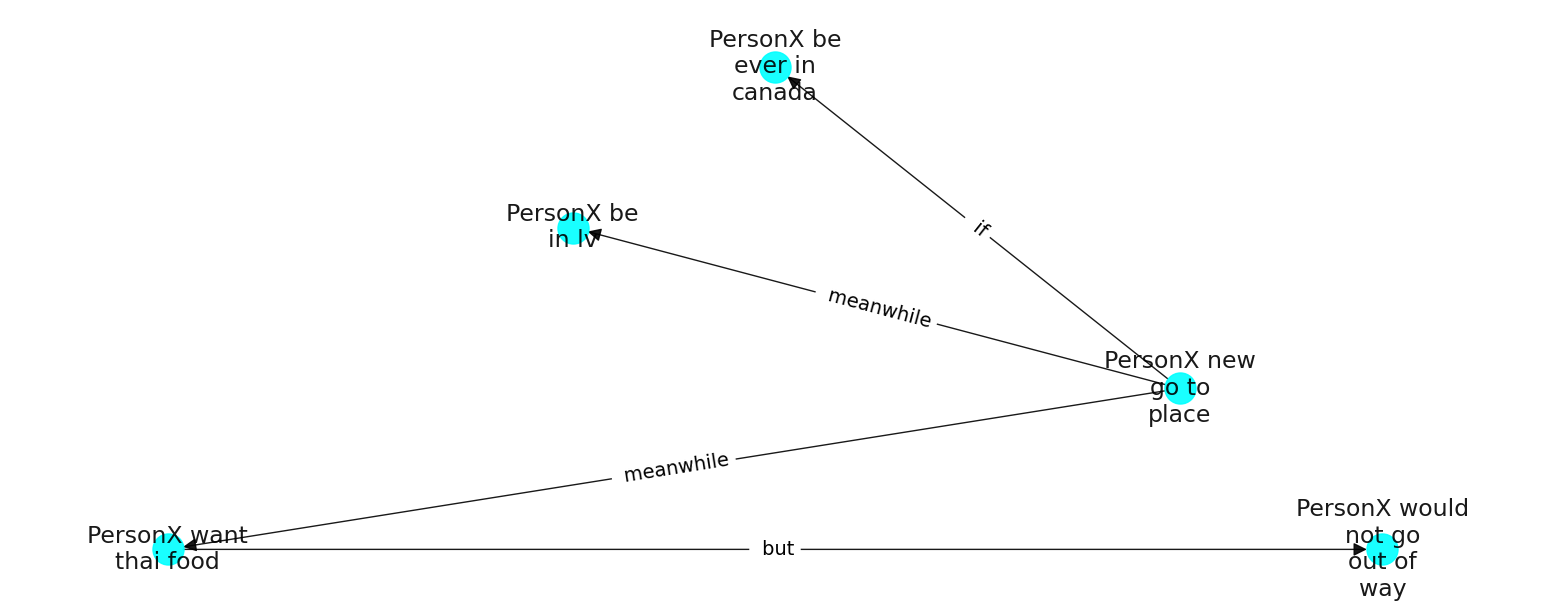 PersonX be
ever in
canada
if
PersonX be
in lv
meanwhile
PersonX new
go to
place
meanwhile
PersonX want
thai food
but
PersonX would
not go
out of
way